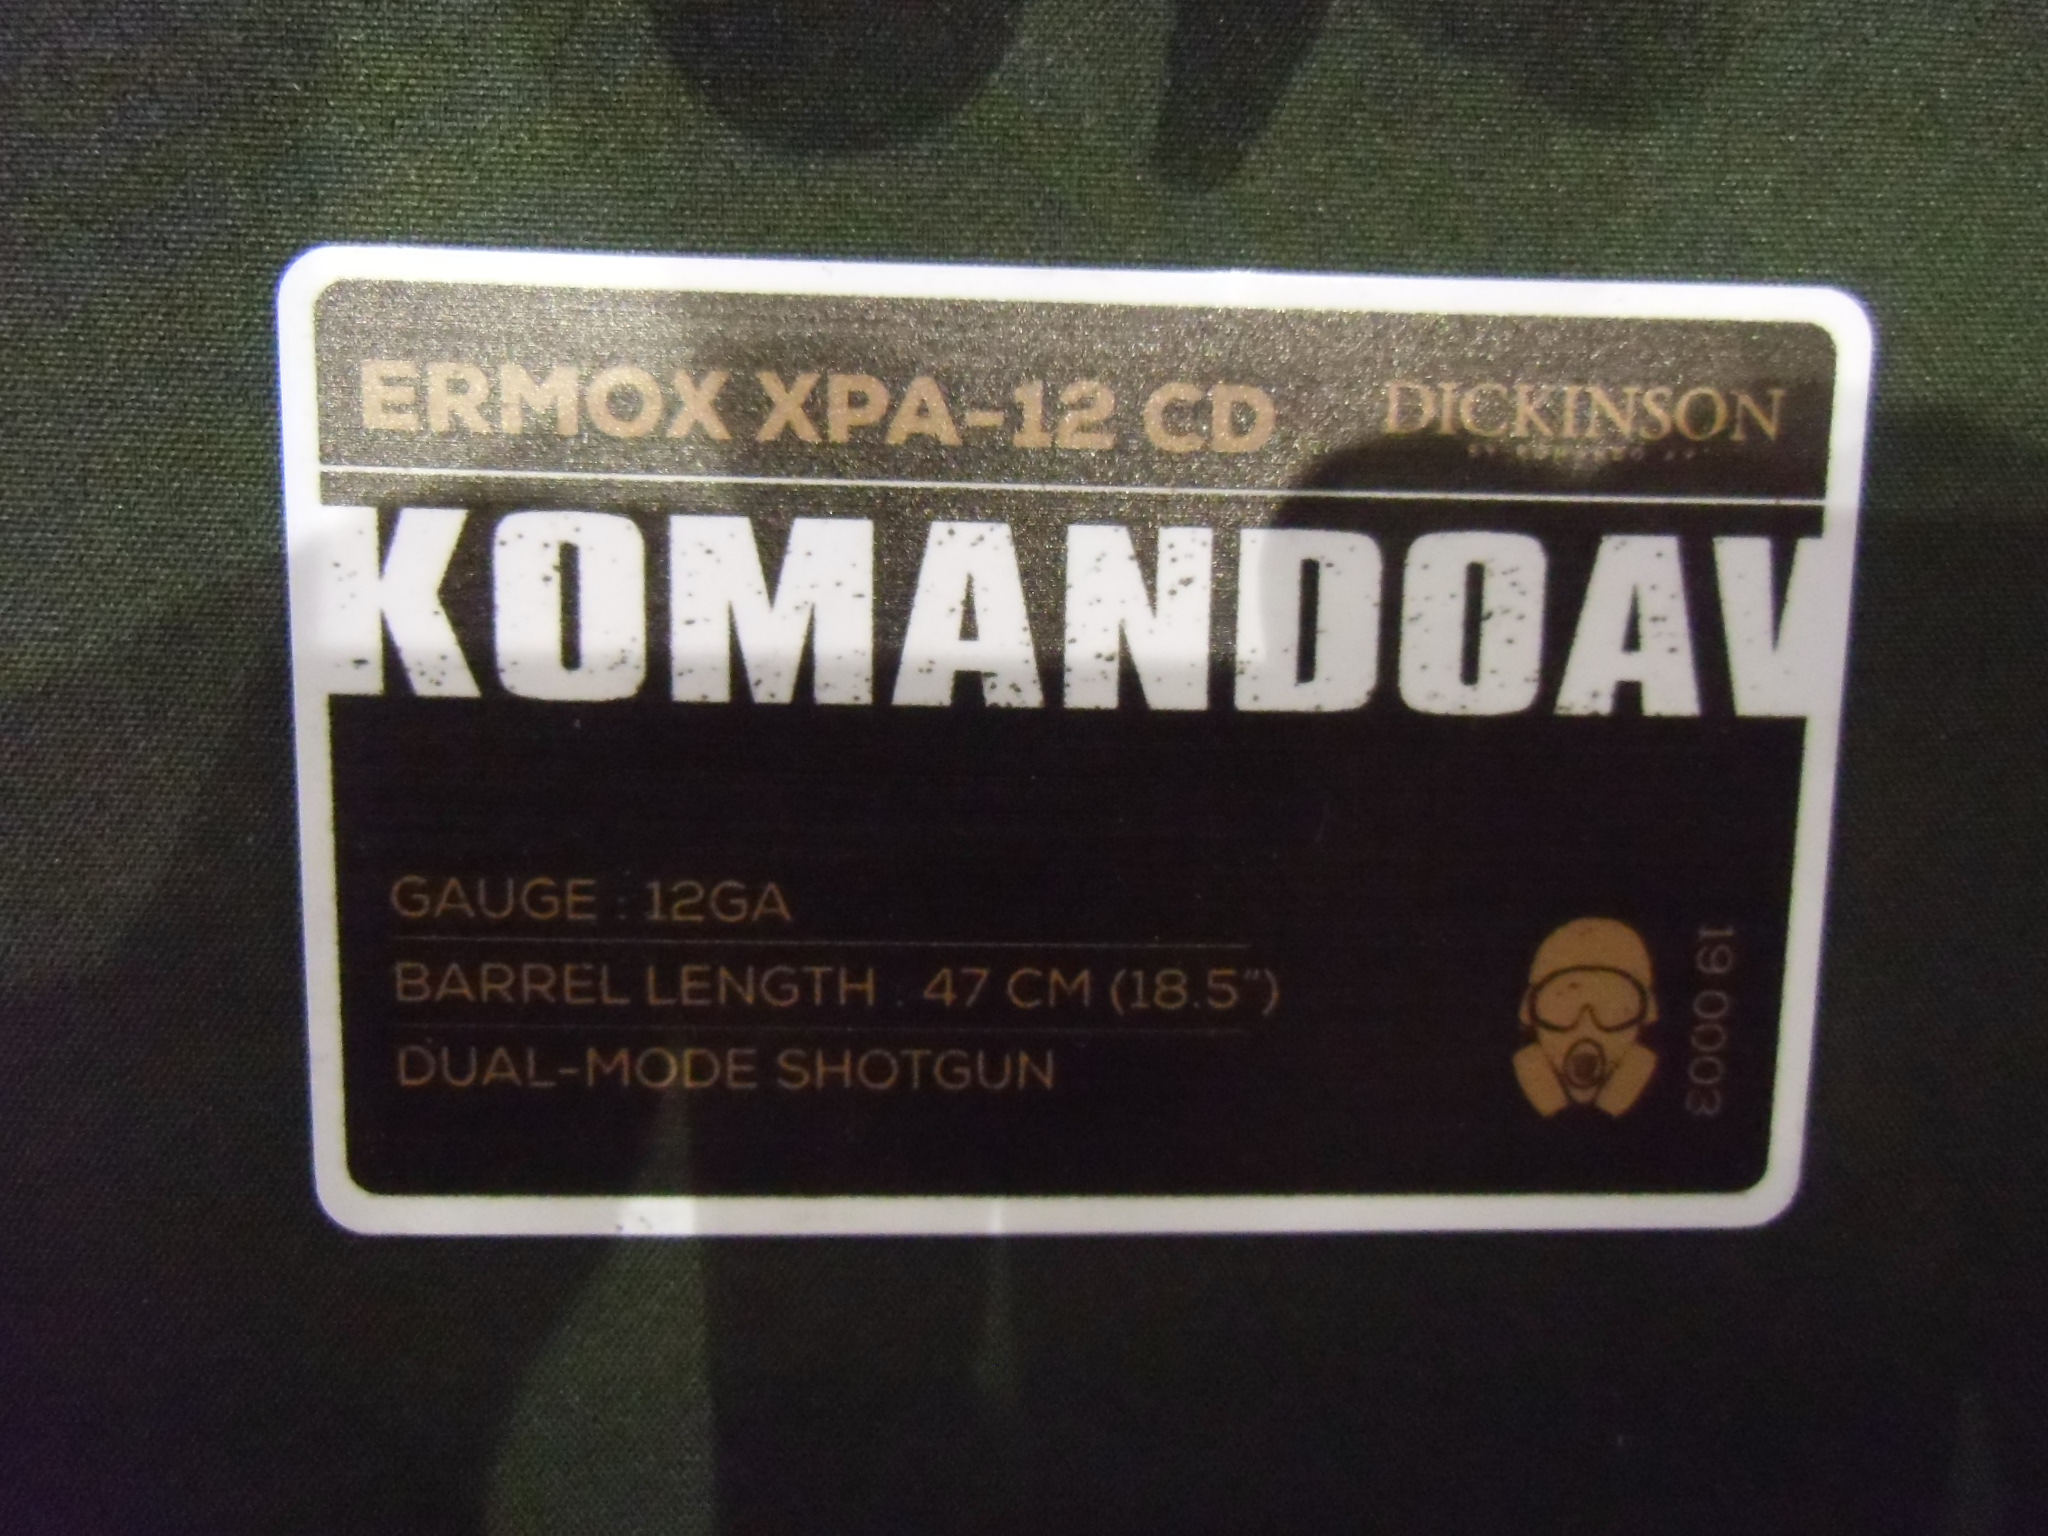 ERMOX XPA-12 CD DICKINSON
KOMANDOAV
GAUGE : 12GA
BARREL LENGTH : 47 CM (18.5")
DUAL-MODE SHOTGUN
19 0003